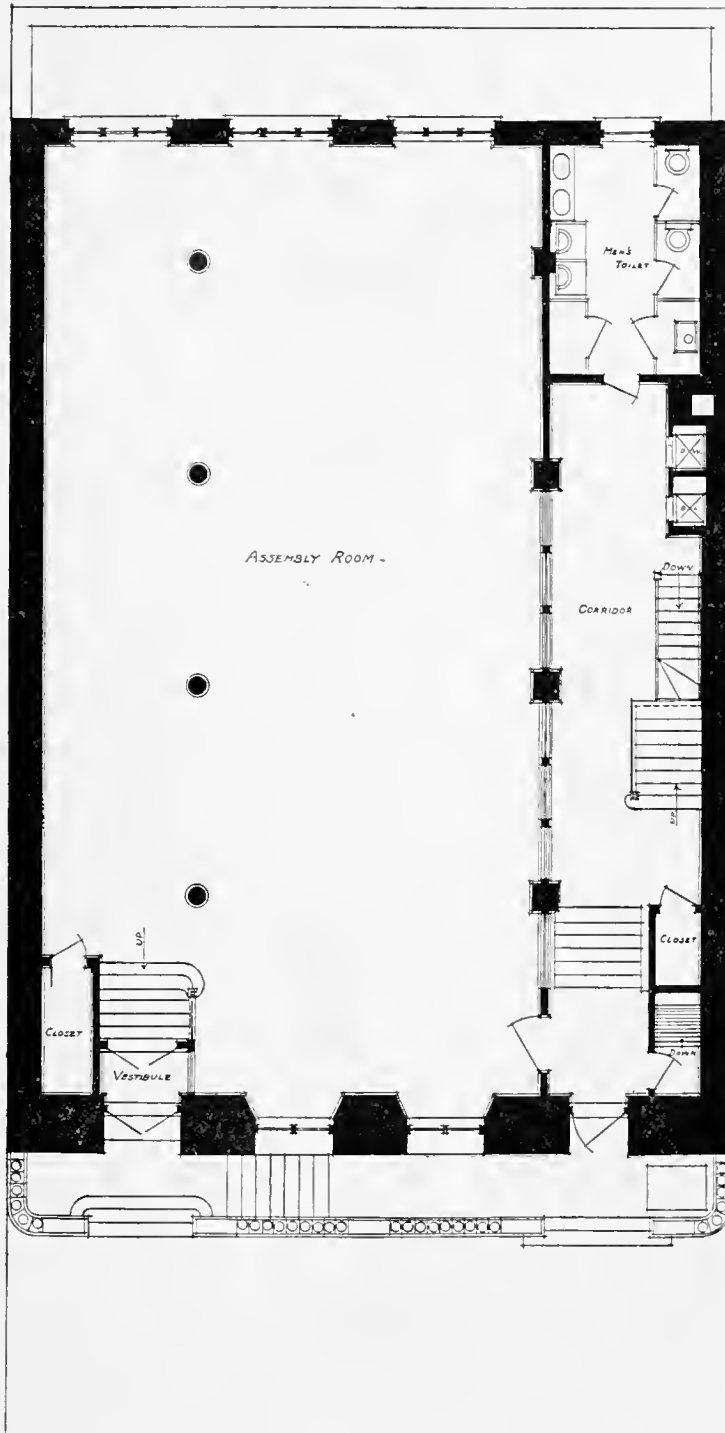 MEN'S
TOILET
ASSEMBLY ROOM -
DOWN
CORRIDOR
UP
UP
CLOSET
CLOSET
VESTIBULE
DOWN